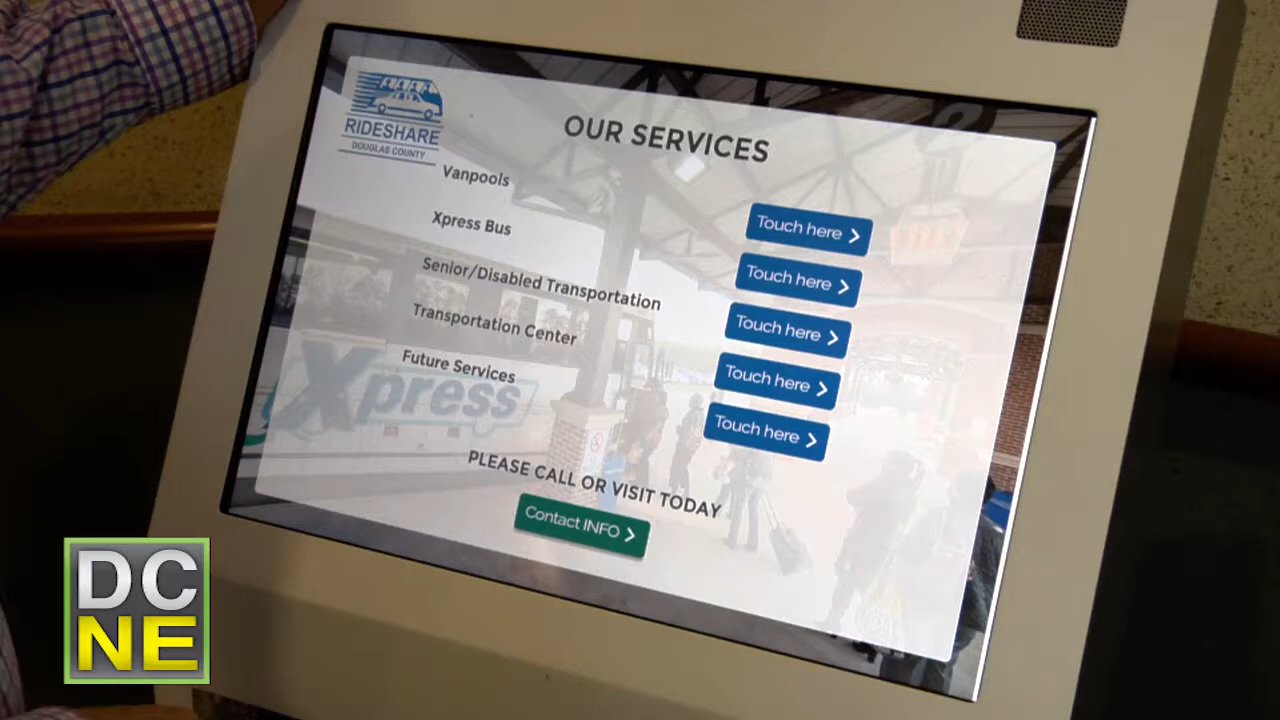 RIDESHARE
DOUGLAS COUNTY
OUR SERVICES
Vanpools
Touch here >
Xpress Bus
Touch here >
Senior/Disabled Transportation
Touch here >
Transportation Center
Touch here >
Future Services
Touch here >
Xpress
PLEASE CALL OR VISIT TODAY
Contact INFO >
DC
NE